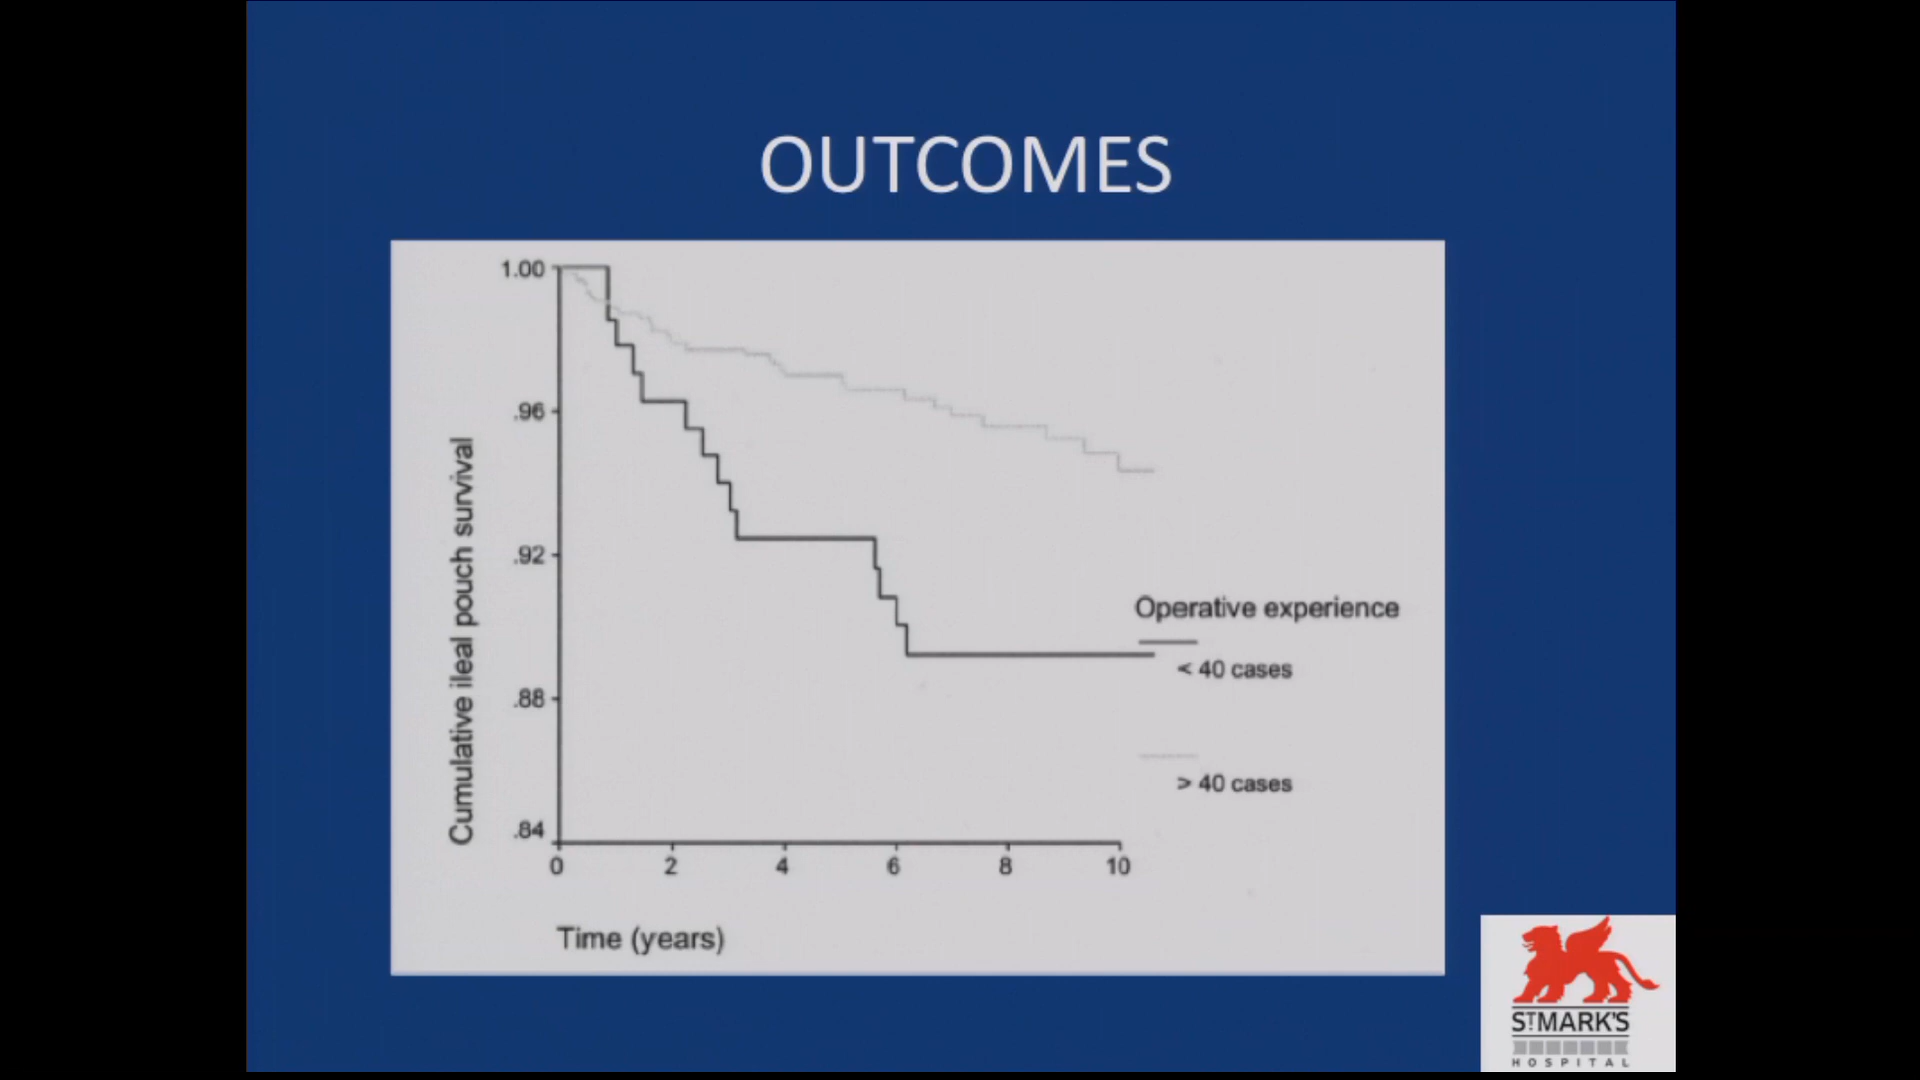 OUTCOMES
1.00
.96
.92
.88
.84
Cumulative ileal pouch survival
0 2 4 6 8 10
Time (years)
Operative experience
< 40 cases
> 40 cases
ST MARK'S
HOSPITAL